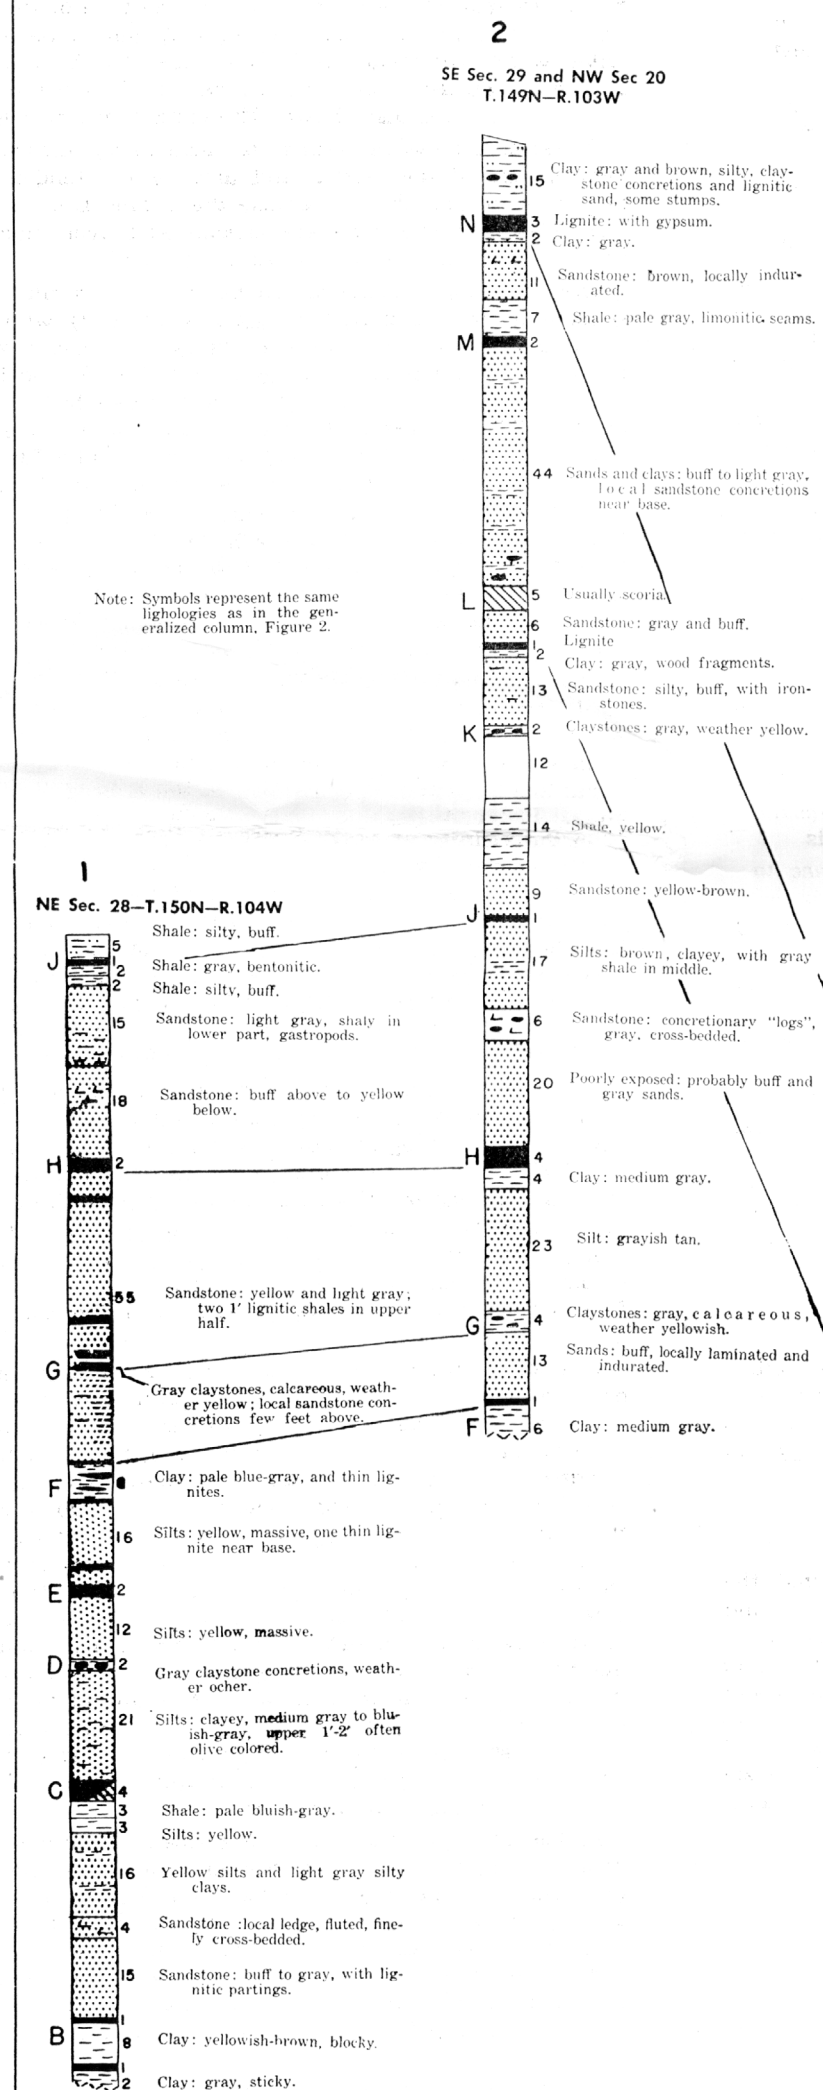 2
SE Sec. 29 and NW Sec 20
T.149N—R.103W
15 Clay: gray and brown, silty, clay-
stone concretions and lignitic
sand, some stumps.
N 3 Lignite: with gypsum.
2 Clay: gray.
11 Sandstone: brown, locally indur-
ated.
7 Shale: pale gray, limonitic seams.
M 2
44 Sands and clays: buff to light gray,
local sandstone concretions
near base.
L 5 Usually scoria.
6 Sandstone: gray and buff.
1 Lignite
2 Clay: gray, wood fragments.
13 Sandstone: silty, buff, with iron-
stones.
K 2 Claystones: gray, weather yellow.
12
14 Shale, yellow.
9 Sandstone: yellow-brown.
J 1
17 Silts: brown, clayey, with gray
shale in middle.
6 Sandstone: concretionary "logs",
gray, cross-bedded.
20 Poorly exposed: probably buff and
gray sands.
H 4
4 Clay: medium gray.
23 Silt: grayish tan.
G 4 Claystones: gray, calcareous,
weather yellowish.
13 Sands: buff, locally laminated and
indurated.
1
F 6 Clay: medium gray.
Note: Symbols represent the same
lighologies as in the gen-
eralized column, Figure 2.
1
NE Sec. 28—T.150N—R.104W
5 Shale: silty, buff.
J 1
2 Shale: gray, bentonitic.
2 Shale: silty, buff.
15 Sandstone: light gray, shaly in
lower part, gastropods.
18 Sandstone: buff above to yellow
below.
H 2
55 Sandstone: yellow and light gray;
two 1' lignitic shales in upper
half.
G
Gray claystones, calcareous, weath-
er yellow; local sandstone con-
cretions few feet above.
F Clay: pale blue-gray, and thin lig-
nites.
16 Silts: yellow, massive, one thin lig-
nite near base.
E 2
12 Silts: yellow, massive.
D 2 Gray claystone concretions, weath-
er ocher.
21 Silts: clayey, medium gray to blu-
ish-gray, upper 1'-2' often
olive colored.
C 4
3 Shale: pale bluish-gray.
3 Silts: yellow.
16 Yellow silts and light gray silty
clays.
4 Sandstone :local ledge, fluted, fine-
ly cross-bedded.
15 Sandstone: buff to gray, with lig-
nitic partings.
1
B 8 Clay: yellowish-brown, blocky.
1
2 Clay: gray, sticky.